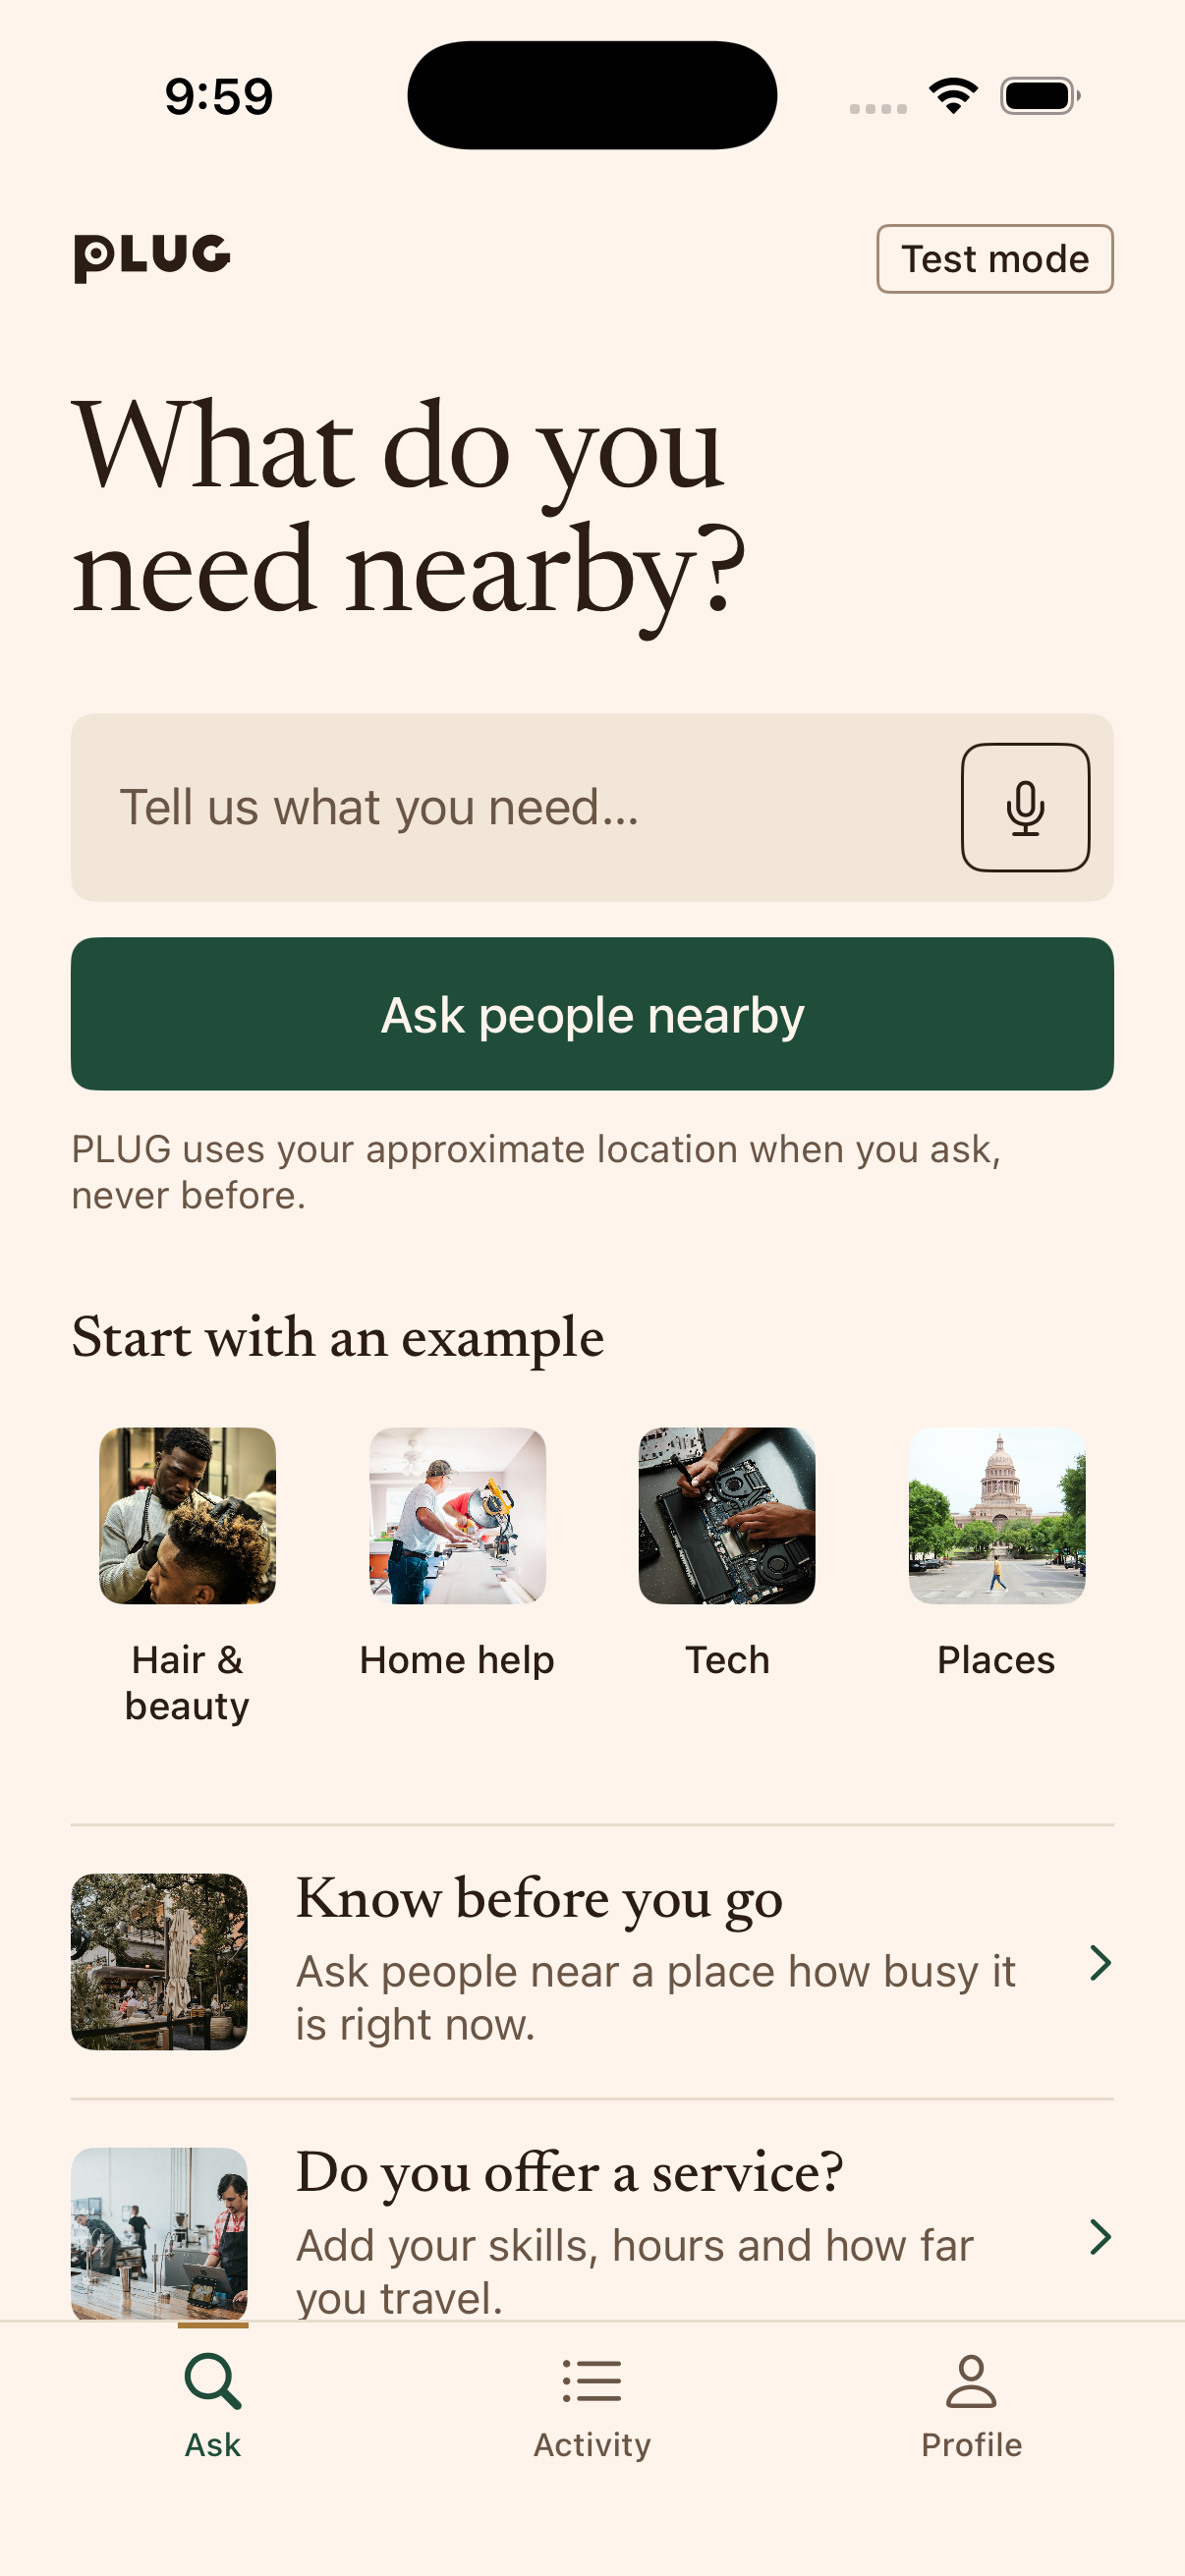 9:59
PLUG
Test mode
What do you
need nearby?
Tell us what you need...
Ask people nearby
PLUG uses your approximate location when you ask,
never before.
Start with an example
Hair &
beauty
Home help
Tech
Places
Know before you go
Ask people near a place how busy it
is right now.
Do you offer a service?
Add your skills, hours and how far
you travel.
Ask
Activity
Profile